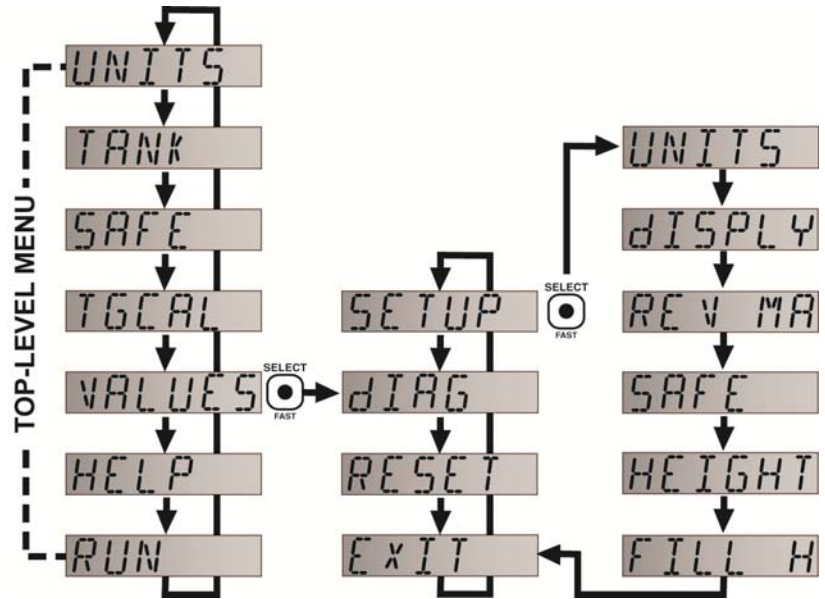 TOP-LEVEL MENU
UNITS
TANK
SAFE
TGCAL
VALUES
HELP
RUN
SELECT
FAST
SETUP
dIAG
RESET
ExIT
SELECT
FAST
UNITS
dISPLY
REV MA
SAFE
HEIGHT
FILL H